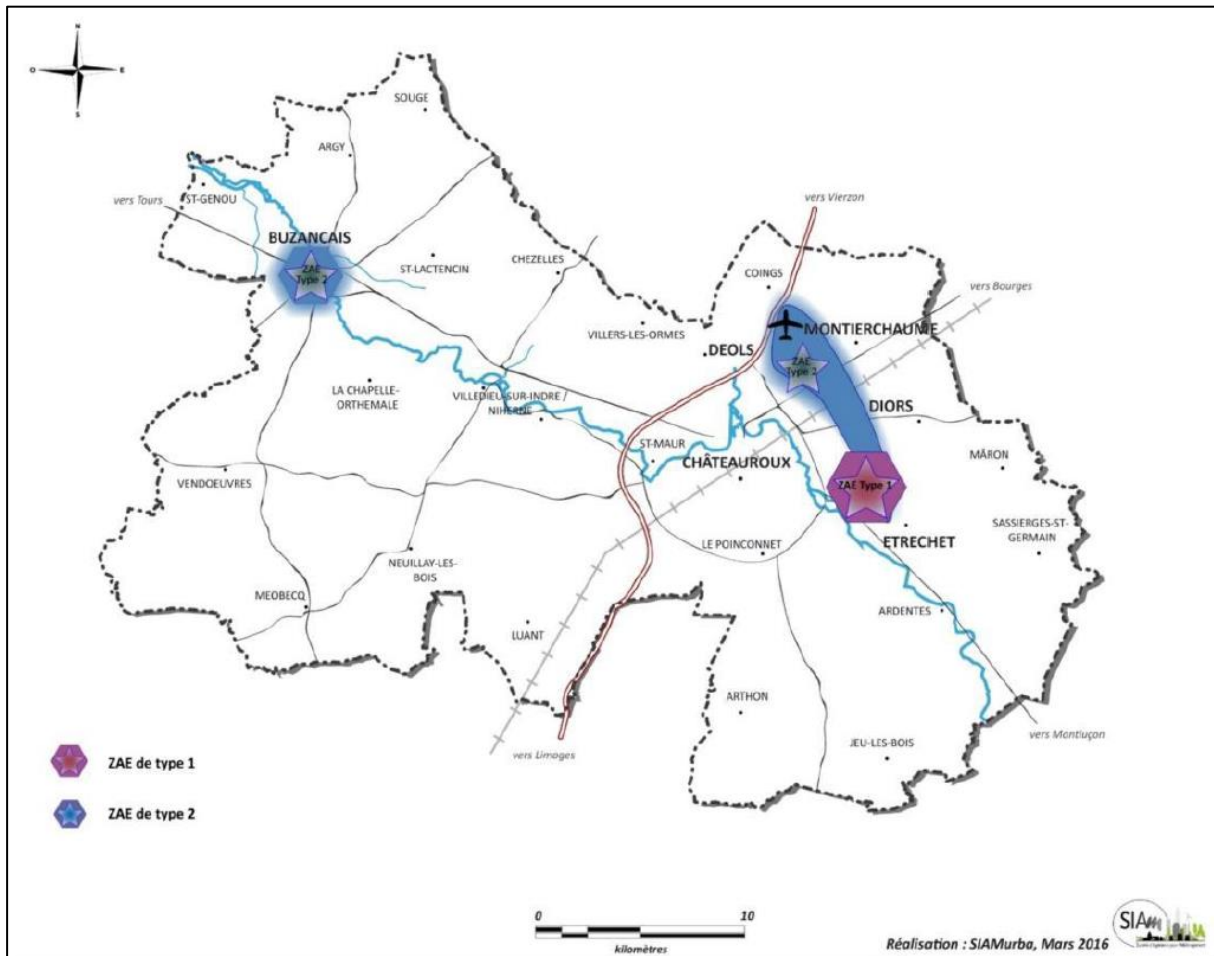 N
O
E
S
SOUGE
ARGY
vers Tours
ST-GENOU
BUZANCAIS
ZAE
Type 2
ST-LACTENCIN
CHEZELLES
vers Vierzon
COINGS
vers Bourges
VILLERS-LES-ORMES
DEOLS
MONTIERCHAUME
ZAE
Type 2
LA CHAPELLE-
ORTHEMALE
VILLEDIEU-SUR-INDRE /
NIHERNE
DIORS
ST-MAUR
CHÂTEAUROUX
MÂRON
VENDOEUVRES
ZAE Type 1
ETRECHET
SASSIERGES-ST-
GERMAIN
LE POINCONNET
NEUILLAY-LES-
BOIS
MEOBECQ
ARDENTES
LUANT
ARTHON
vers Limoges
JEU-LES-BOIS
vers Montluçon
ZAE de type 1
ZAE de type 2
0 10
kilomètres
Réalisation : SIAMurba, Mars 2016
SIAm